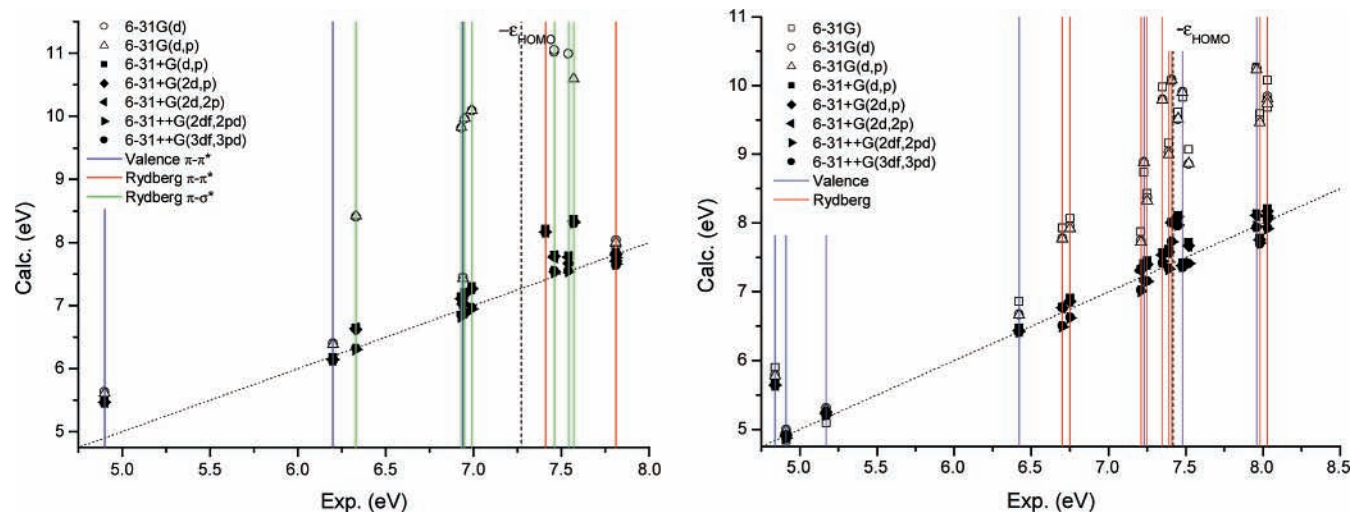 6-31G(d)
6-31G(d,p)
6-31+G(d,p)
6-31+G(2d,p)
6-31+G(2d,2p)
6-31++G(2df,2pd)
6-31++G(3df,3pd)
Valence π-π*
Rydberg π-π*
Rydberg π-σ*
-ε_HOMO
11
10
9
8
7
6
5
Calc. (eV)
5.0
5.5
6.0
6.5
7.0
7.5
8.0
Exp. (eV)
6-31G)
6-31G(d)
6-31G(d,p)
6-31+G(d,p)
6-31+G(2d,p)
6-31+G(2d,2p)
6-31++G(2df,2pd)
6-31++G(3df,3pd)
Valence
Rydberg
-ε_HOMO
11
10
9
8
7
6
5
Calc. (eV)
5.0
5.5
6.0
6.5
7.0
7.5
8.0
8.5
Exp. (eV)